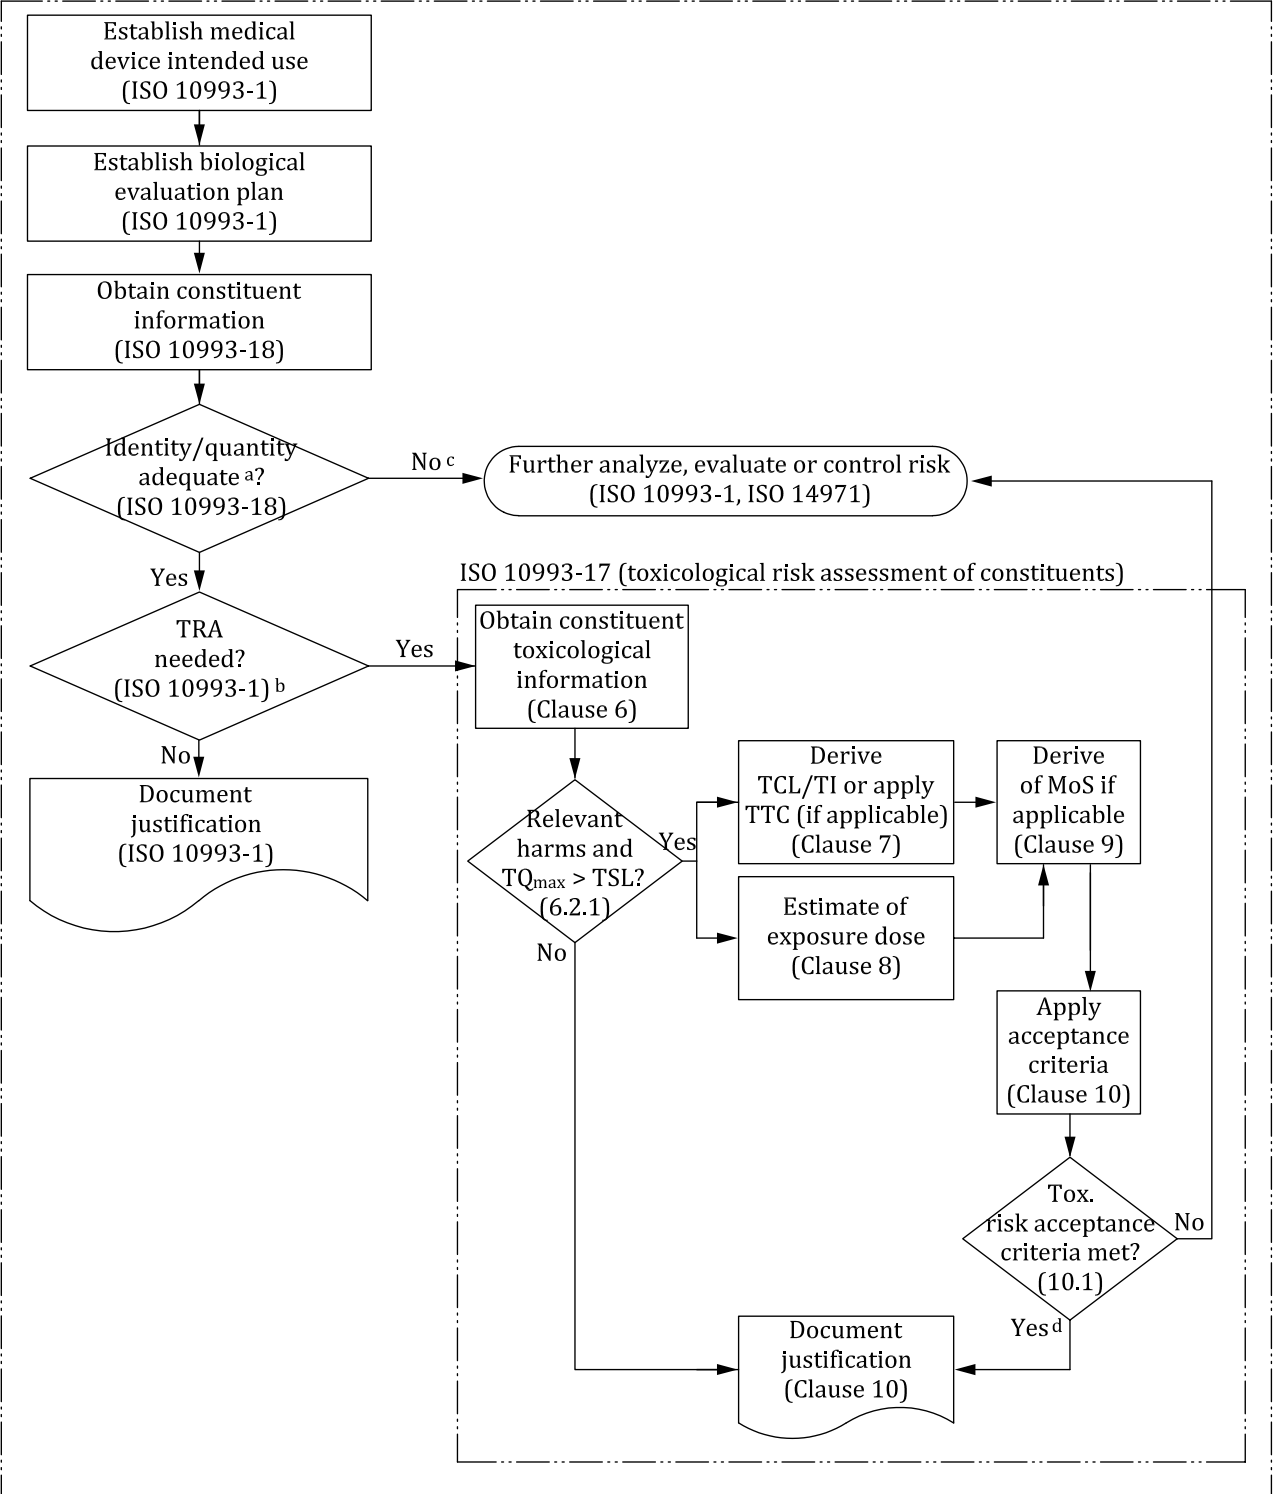 Establish medical
device intended use
(ISO 10993-1)
Establish biological
evaluation plan
(ISO 10993-1)
Obtain constituent
information
(ISO 10993-18)
Identity/quantity
adequate a?
(ISO 10993-18)
No c
Further analyze, evaluate or control risk
(ISO 10993-1, ISO 14971)
Yes
TRA
needed?
(ISO 10993-1) b
Yes
No
Document
justification
(ISO 10993-1)
ISO 10993-17 (toxicological risk assessment of constituents)
Obtain constituent
toxicological
information
(Clause 6)
Relevant
harms and
TQmax > TSL?
(6.2.1)
Yes
No
Derive
TCL/TI or apply
TTC (if applicable)
(Clause 7)
Estimate of
exposure dose
(Clause 8)
Derive
of MoS if
applicable
(Clause 9)
Apply
acceptance
criteria
(Clause 10)
Tox.
risk acceptance
criteria met?
(10.1)
No
Yes d
Document
justification
(Clause 10)